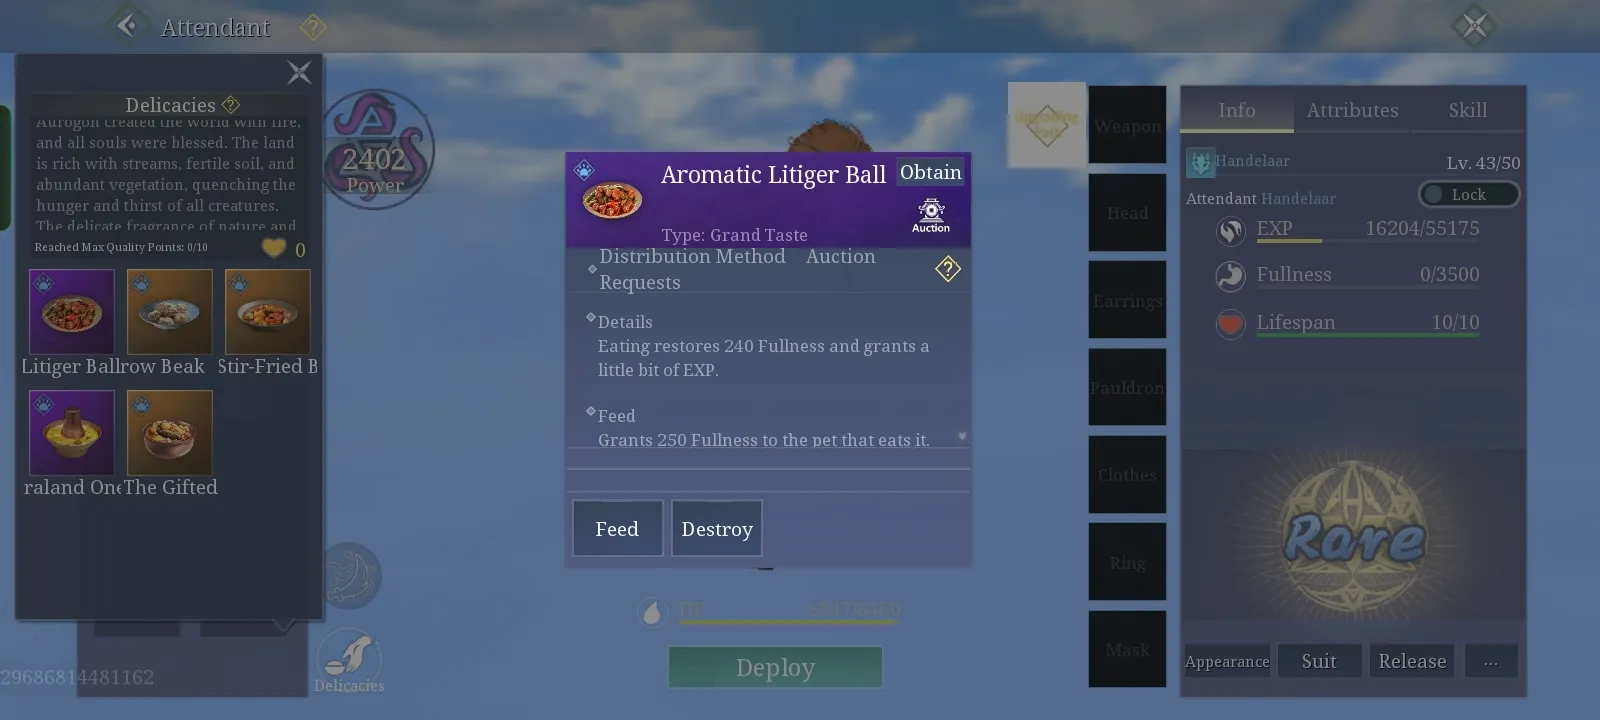 Attendant
Delicacies
Aurogon created the world with fire,
and all souls were blessed. The land
is rich with streams, fertile soil, and
abundant vegetation, quenching the
hunger and thirst of all creatures.
The delicate fragrance of nature and
Reached Max Quality Points: 0/10
0
Litiger Ball
row Beak
Stir-Fried B
raland One
The Gifted
29686814481162
2402
Power
Delicacies
Aromatic Litiger Ball
Obtain
Auction
Type: Grand Taste
Distribution Method Auction
Requests
Details
Eating restores 240 Fullness and grants a
little bit of EXP.
Feed
Grants 250 Fullness to the pet that eats it.
Feed
Destroy
HP
6347/6360
Deploy
Upgrading
Path
Weapon
Head
Earrings
Pauldron
Clothes
Ring
Mask
Info
Attributes
Skill
Handelaar
Lv. 43/50
Attendant Handelaar
Lock
EXP 16204/55175
Fullness 0/3500
Lifespan 10/10
Rare
Appearance
Suit
Release
...